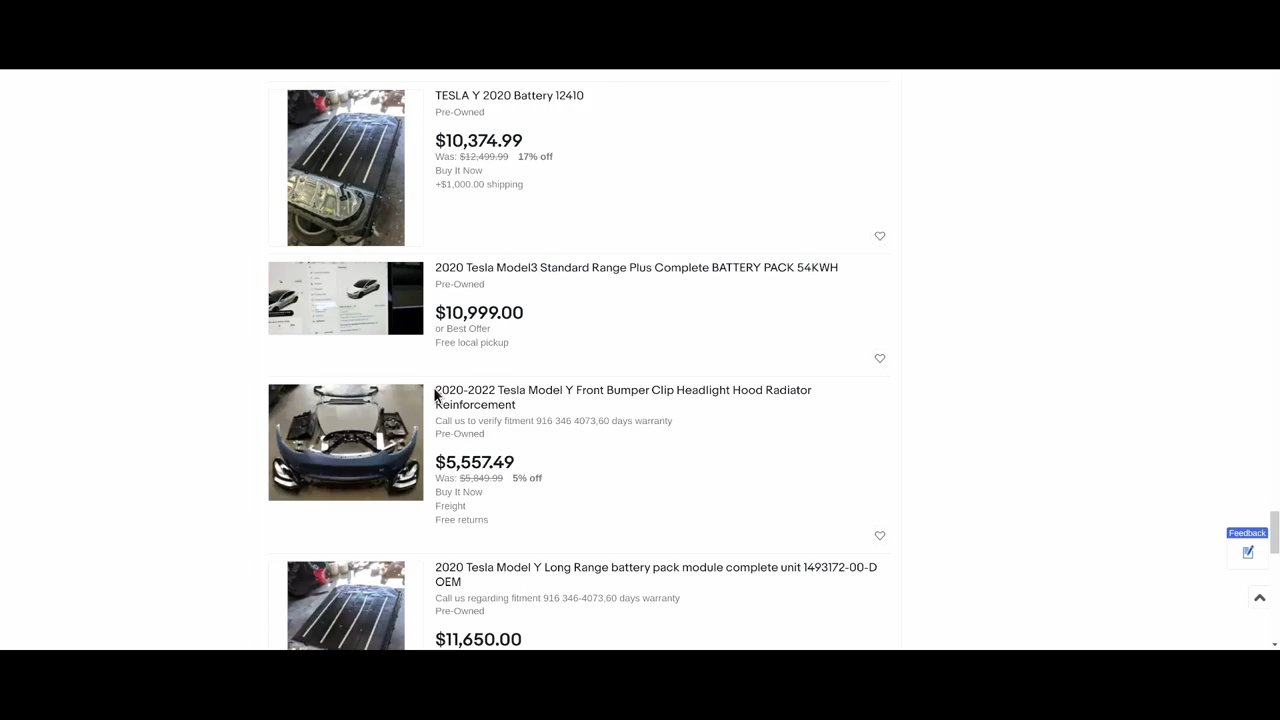 TESLA Y 2020 Battery 12410
Pre-Owned
$10,374.99
Was: $12,499.99 17% off
Buy It Now
+$1,000.00 shipping
2020 Tesla Model3 Standard Range Plus Complete BATTERY PACK 54KWH
Pre-Owned
$10,999.00
or Best Offer
Free local pickup
2020-2022 Tesla Model Y Front Bumper Clip Headlight Hood Radiator
Reinforcement
Call us to verify fitment 916 346 4073,60 days warranty
Pre-Owned
$5,557.49
Was: $5,849.99 5% off
Buy It Now
Freight
Free returns
Feedback
2020 Tesla Model Y Long Range battery pack module complete unit 1493172-00-D
OEM
Call us regarding fitment 916 346-4073,60 days warranty
Pre-Owned
$11,650.00